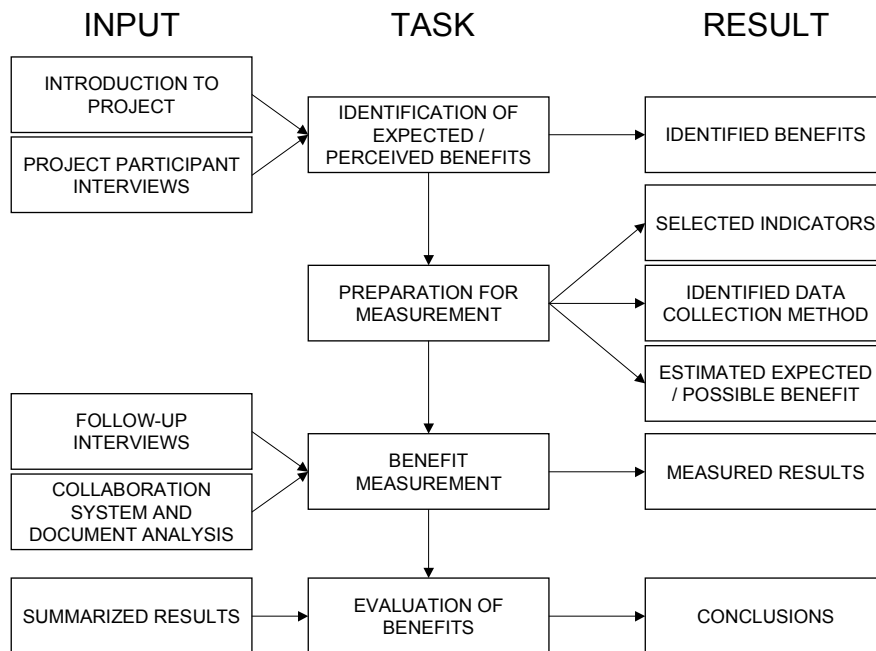 INPUT
TASK
RESULT
INTRODUCTION TO
PROJECT
PROJECT PARTICIPANT
INTERVIEWS
IDENTIFICATION OF
EXPECTED /
PERCEIVED BENEFITS
IDENTIFIED BENEFITS
SELECTED INDICATORS
PREPARATION FOR
MEASUREMENT
IDENTIFIED DATA
COLLECTION METHOD
ESTIMATED EXPECTED
/ POSSIBLE BENEFIT
FOLLOW-UP
INTERVIEWS
COLLABORATION
SYSTEM AND
DOCUMENT ANALYSIS
BENEFIT
MEASUREMENT
MEASURED RESULTS
SUMMARIZED RESULTS
EVALUATION OF
BENEFITS
CONCLUSIONS